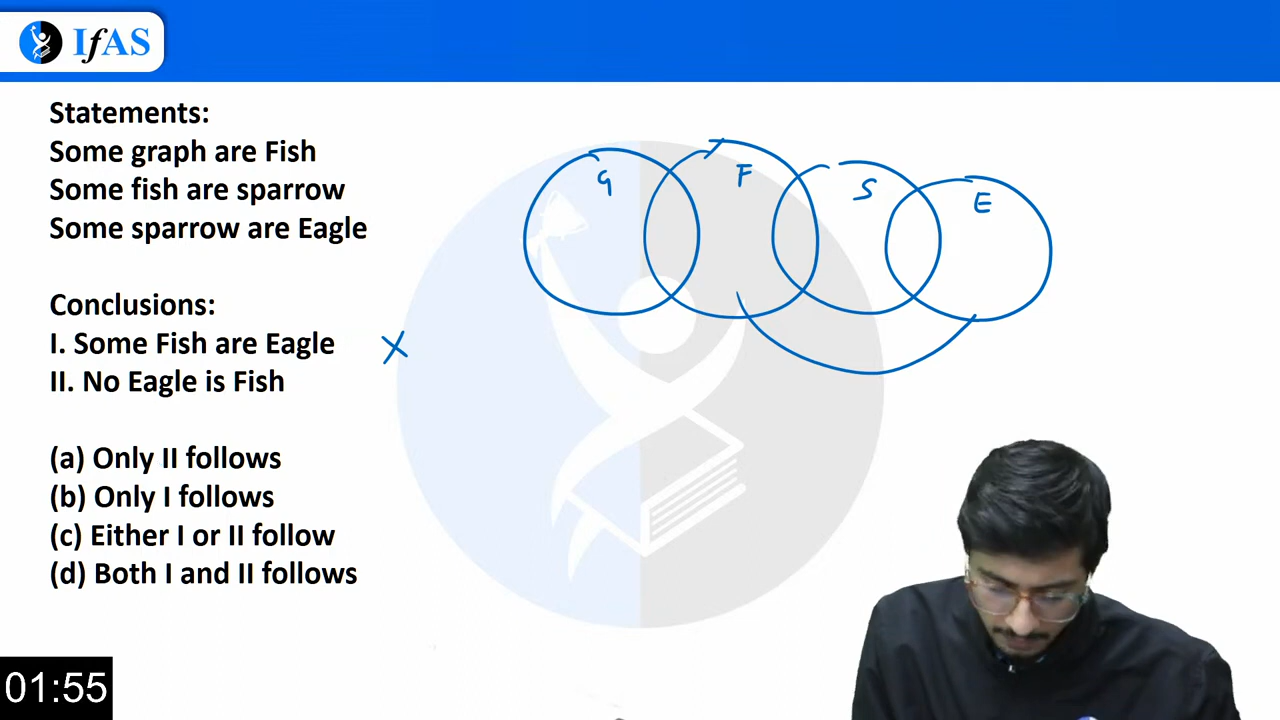 IfAS
Statements:
Some graph are Fish
Some fish are sparrow
Some sparrow are Eagle
Conclusions:
I. Some Fish are Eagle
II. No Eagle is Fish
(a) Only II follows
(b) Only I follows
(c) Either I or II follow
(d) Both I and II follows
G F S E
01:55